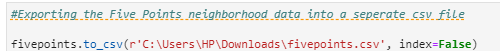 #Exporting the Five Points neighborhood data into a seperate csv file
fivepoints.to_csv(r'C:\Users\HP\Downloads\fivepoints.csv', index=False)